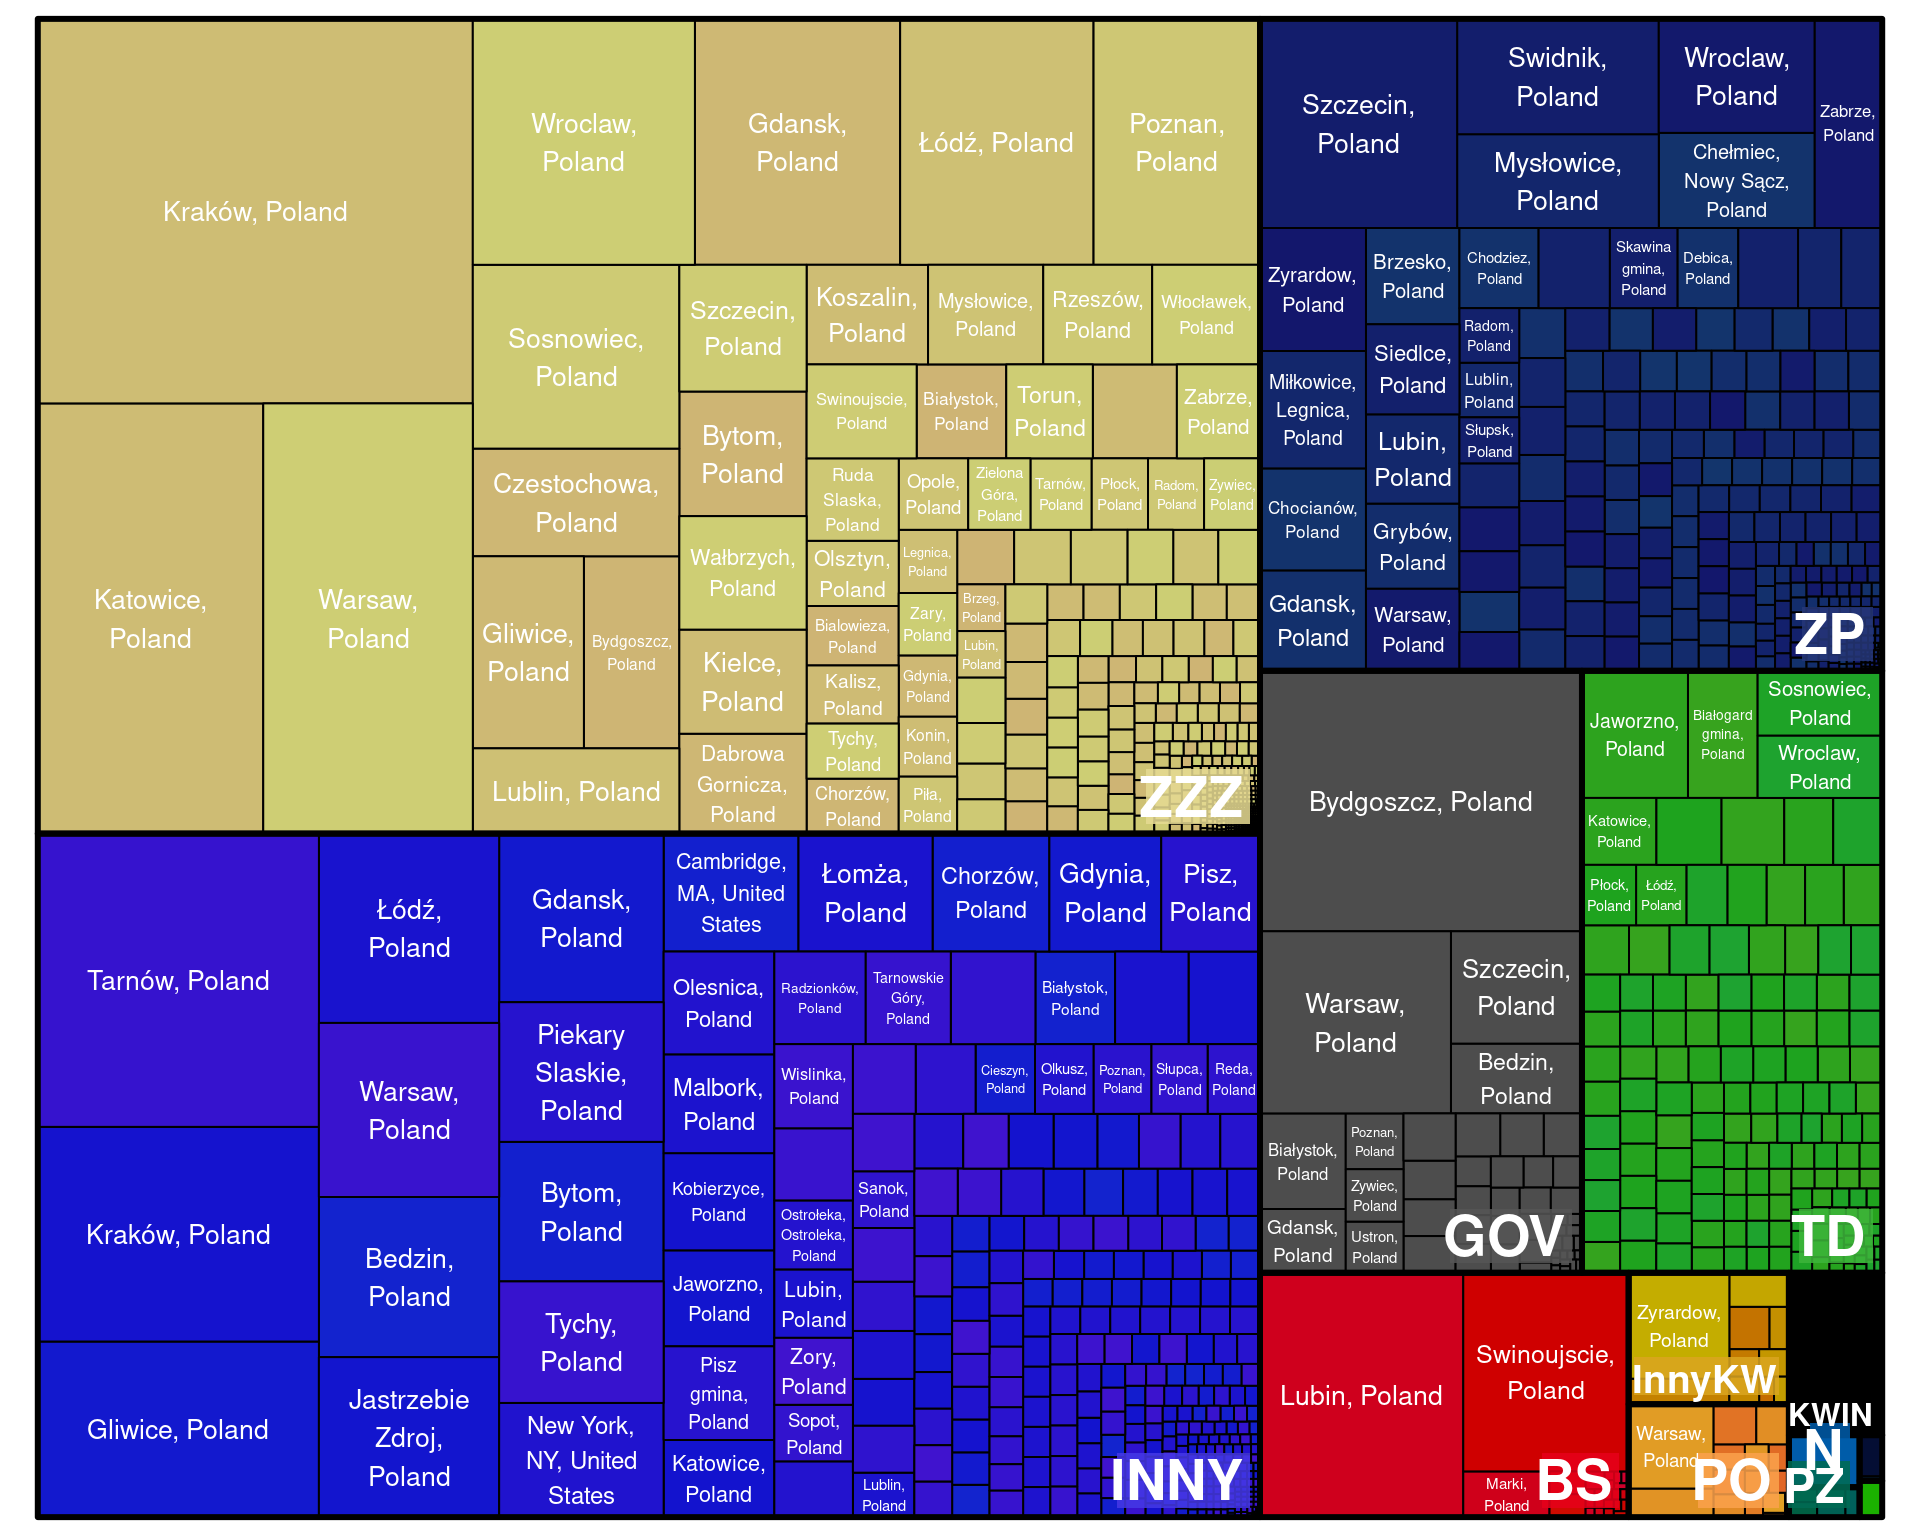 Kraków, Poland
Wroclaw,
Poland
Gdansk,
Poland
Łódź, Poland
Poznan,
Poland
Katowice,
Poland
Warsaw,
Poland
Sosnowiec,
Poland
Czestochowa,
Poland
Gliwice,
Poland
Bydgoszcz,
Poland
Lublin, Poland
Szczecin,
Poland
Bytom,
Poland
Wałbrzych,
Poland
Kielce,
Poland
Dabrowa
Gornicza,
Poland
Koszalin,
Poland
Mysłowice,
Poland
Rzeszów,
Poland
Włocławek,
Poland
Swinoujscie,
Poland
Białystok,
Poland
Torun,
Poland
Zabrze,
Poland
Ruda
Slaska,
Poland
Olsztyn,
Poland
Bialowieza,
Poland
Kalisz,
Poland
Tychy,
Poland
Chorzów,
Poland
Opole,
Poland
Zielona
Góra,
Poland
Tarnów,
Poland
Płock,
Poland
Radom,
Poland
Zywiec,
Poland
Legnica,
Poland
Zary,
Poland
Gdynia,
Poland
Konin,
Poland
Piła,
Poland
Brzeg,
Poland
Lubin,
Poland
ZZZ
Szczecin,
Poland
Swidnik,
Poland
Mysłowice,
Poland
Wroclaw,
Poland
Chełmiec,
Nowy Sącz,
Poland
Zabrze,
Poland
Zyrardow,
Poland
Miłkowice,
Legnica,
Poland
Chocianów,
Poland
Gdansk,
Poland
Brzesko,
Poland
Siedlce,
Poland
Lubin,
Poland
Grybów,
Poland
Warsaw,
Poland
Chodziez,
Poland
Skawina
gmina,
Poland
Debica,
Poland
Radom,
Poland
Lublin,
Poland
Słupsk,
Poland
ZP
Tarnów, Poland
Kraków, Poland
Gliwice, Poland
Łódź,
Poland
Warsaw,
Poland
Bedzin,
Poland
Jastrzebie
Zdroj,
Poland
Gdansk,
Poland
Piekary
Slaskie,
Poland
Bytom,
Poland
Tychy,
Poland
New York,
NY, United
States
Cambridge,
MA, United
States
Łomża,
Poland
Chorzów,
Poland
Gdynia,
Poland
Pisz,
Poland
Olesnica,
Poland
Malbork,
Poland
Kobierzyce,
Poland
Jaworzno,
Poland
Pisz
gmina,
Poland
Katowice,
Poland
Radzionków,
Poland
Tarnowskie
Góry,
Poland
Białystok,
Poland
Wislinka,
Poland
Ostrołeka,
Ostroleka,
Poland
Lubin,
Poland
Zory,
Poland
Sopot,
Poland
Cieszyn,
Poland
Olkusz,
Poland
Poznan,
Poland
Słupca,
Poland
Reda,
Poland
Sanok,
Poland
Lublin,
Poland
INNY
Bydgoszcz, Poland
Warsaw,
Poland
Szczecin,
Poland
Bedzin,
Poland
Białystok,
Poland
Gdansk,
Poland
Poznan,
Poland
Zywiec,
Poland
Ustron,
Poland
GOV
Jaworzno,
Poland
Białogard
gmina,
Poland
Sosnowiec,
Poland
Wroclaw,
Poland
Katowice,
Poland
Płock,
Poland
Łódź,
Poland
TD
Lubin, Poland
Swinoujscie,
Poland
Marki,
Poland
BS
Zyrardow,
Poland
InnyKW
Warsaw,
Poland
PO
KWIN
N
PZ